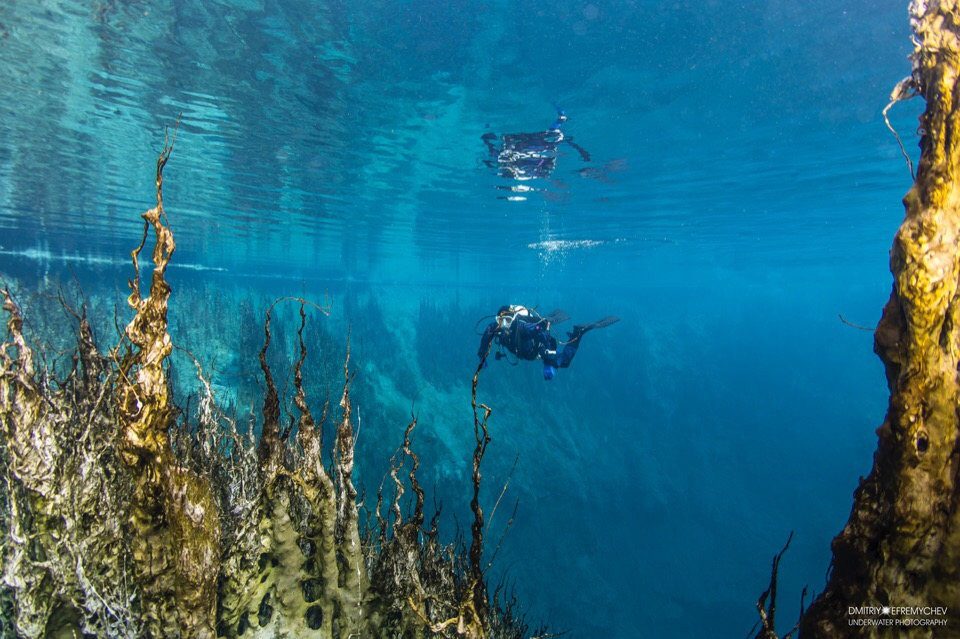 DMITRIY EFREMYCHEV
UNDERWATER PHOTOGRAPHY